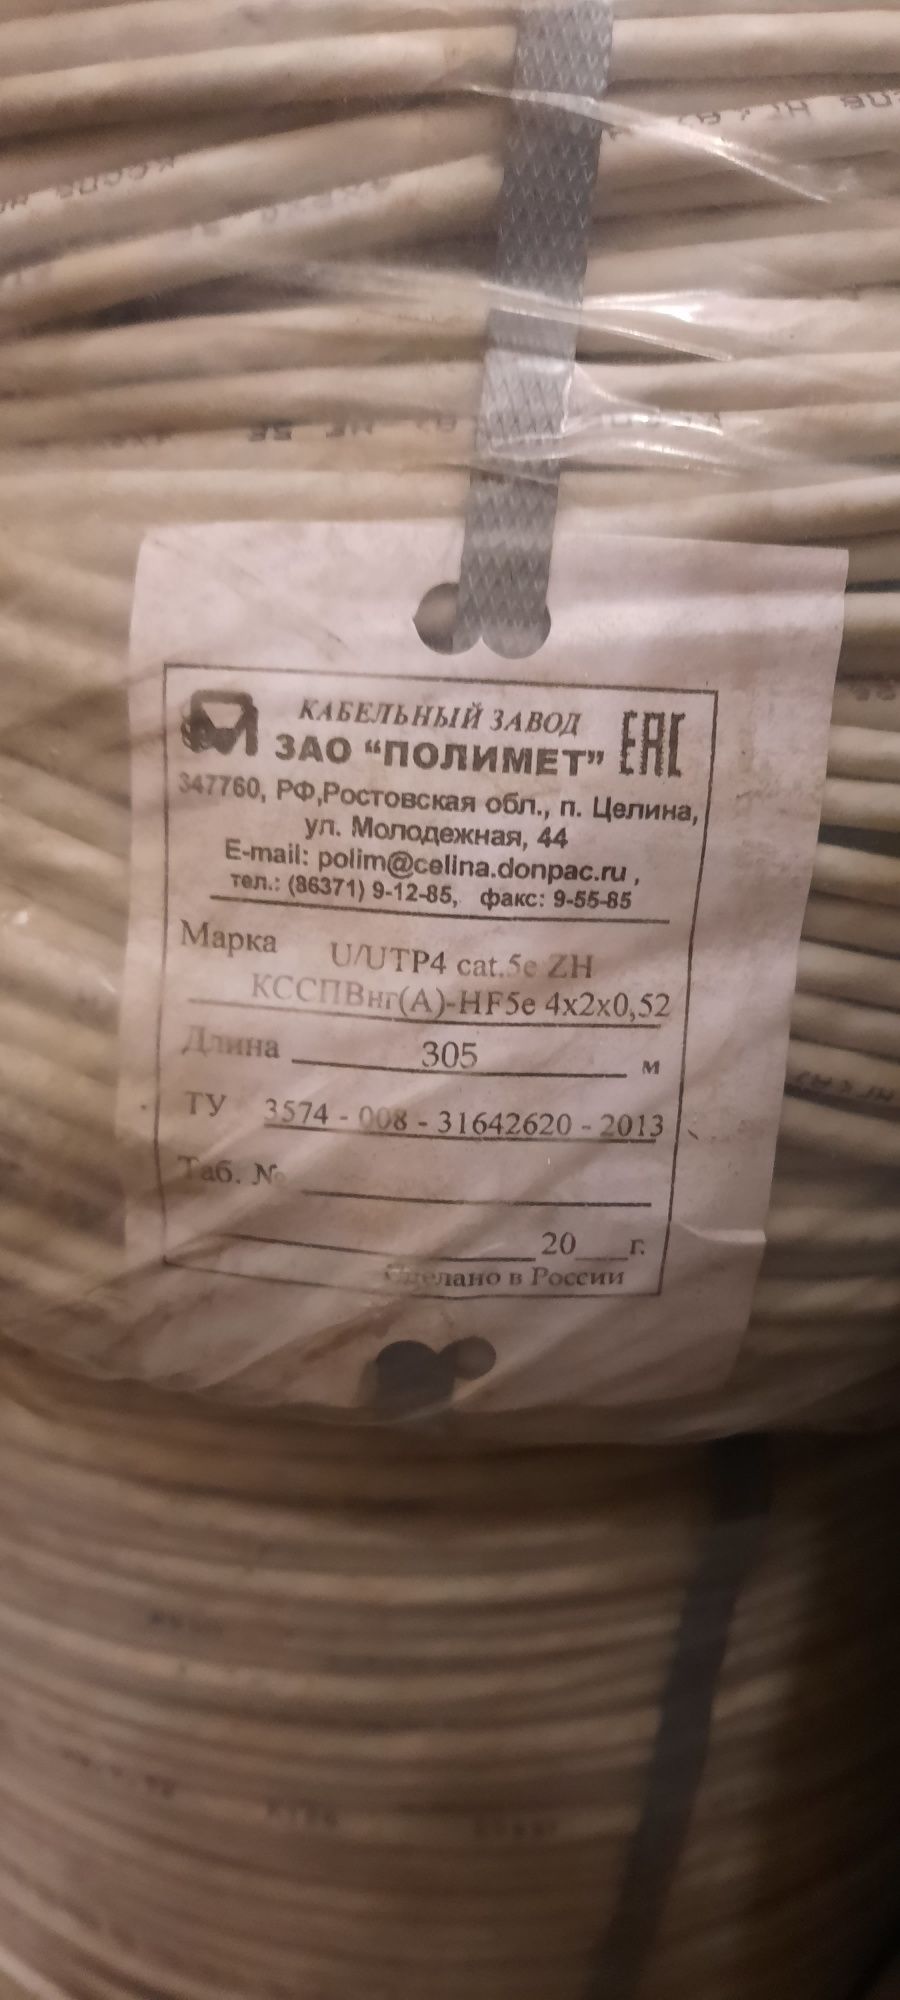 КССПВ
КАБЕЛЬНЫЙ ЗАВОД
ЗАО “ПОЛИМЕТ” ЕАС
347760, РФ,Ростовская обл., п. Целина,
ул. Молодежная, 44
E-mail: polim@celina.donpac.ru ,
тел.: (86371) 9-12-85, факс: 9-55-85
Марка U/UTP4 cat.5e ZH
КССПВнг(А)-HF5e 4x2x0,52
Длина 305 м
ТУ 3574 - 008 - 31642620 - 2013
Таб. №
20 г.
Сделано в России